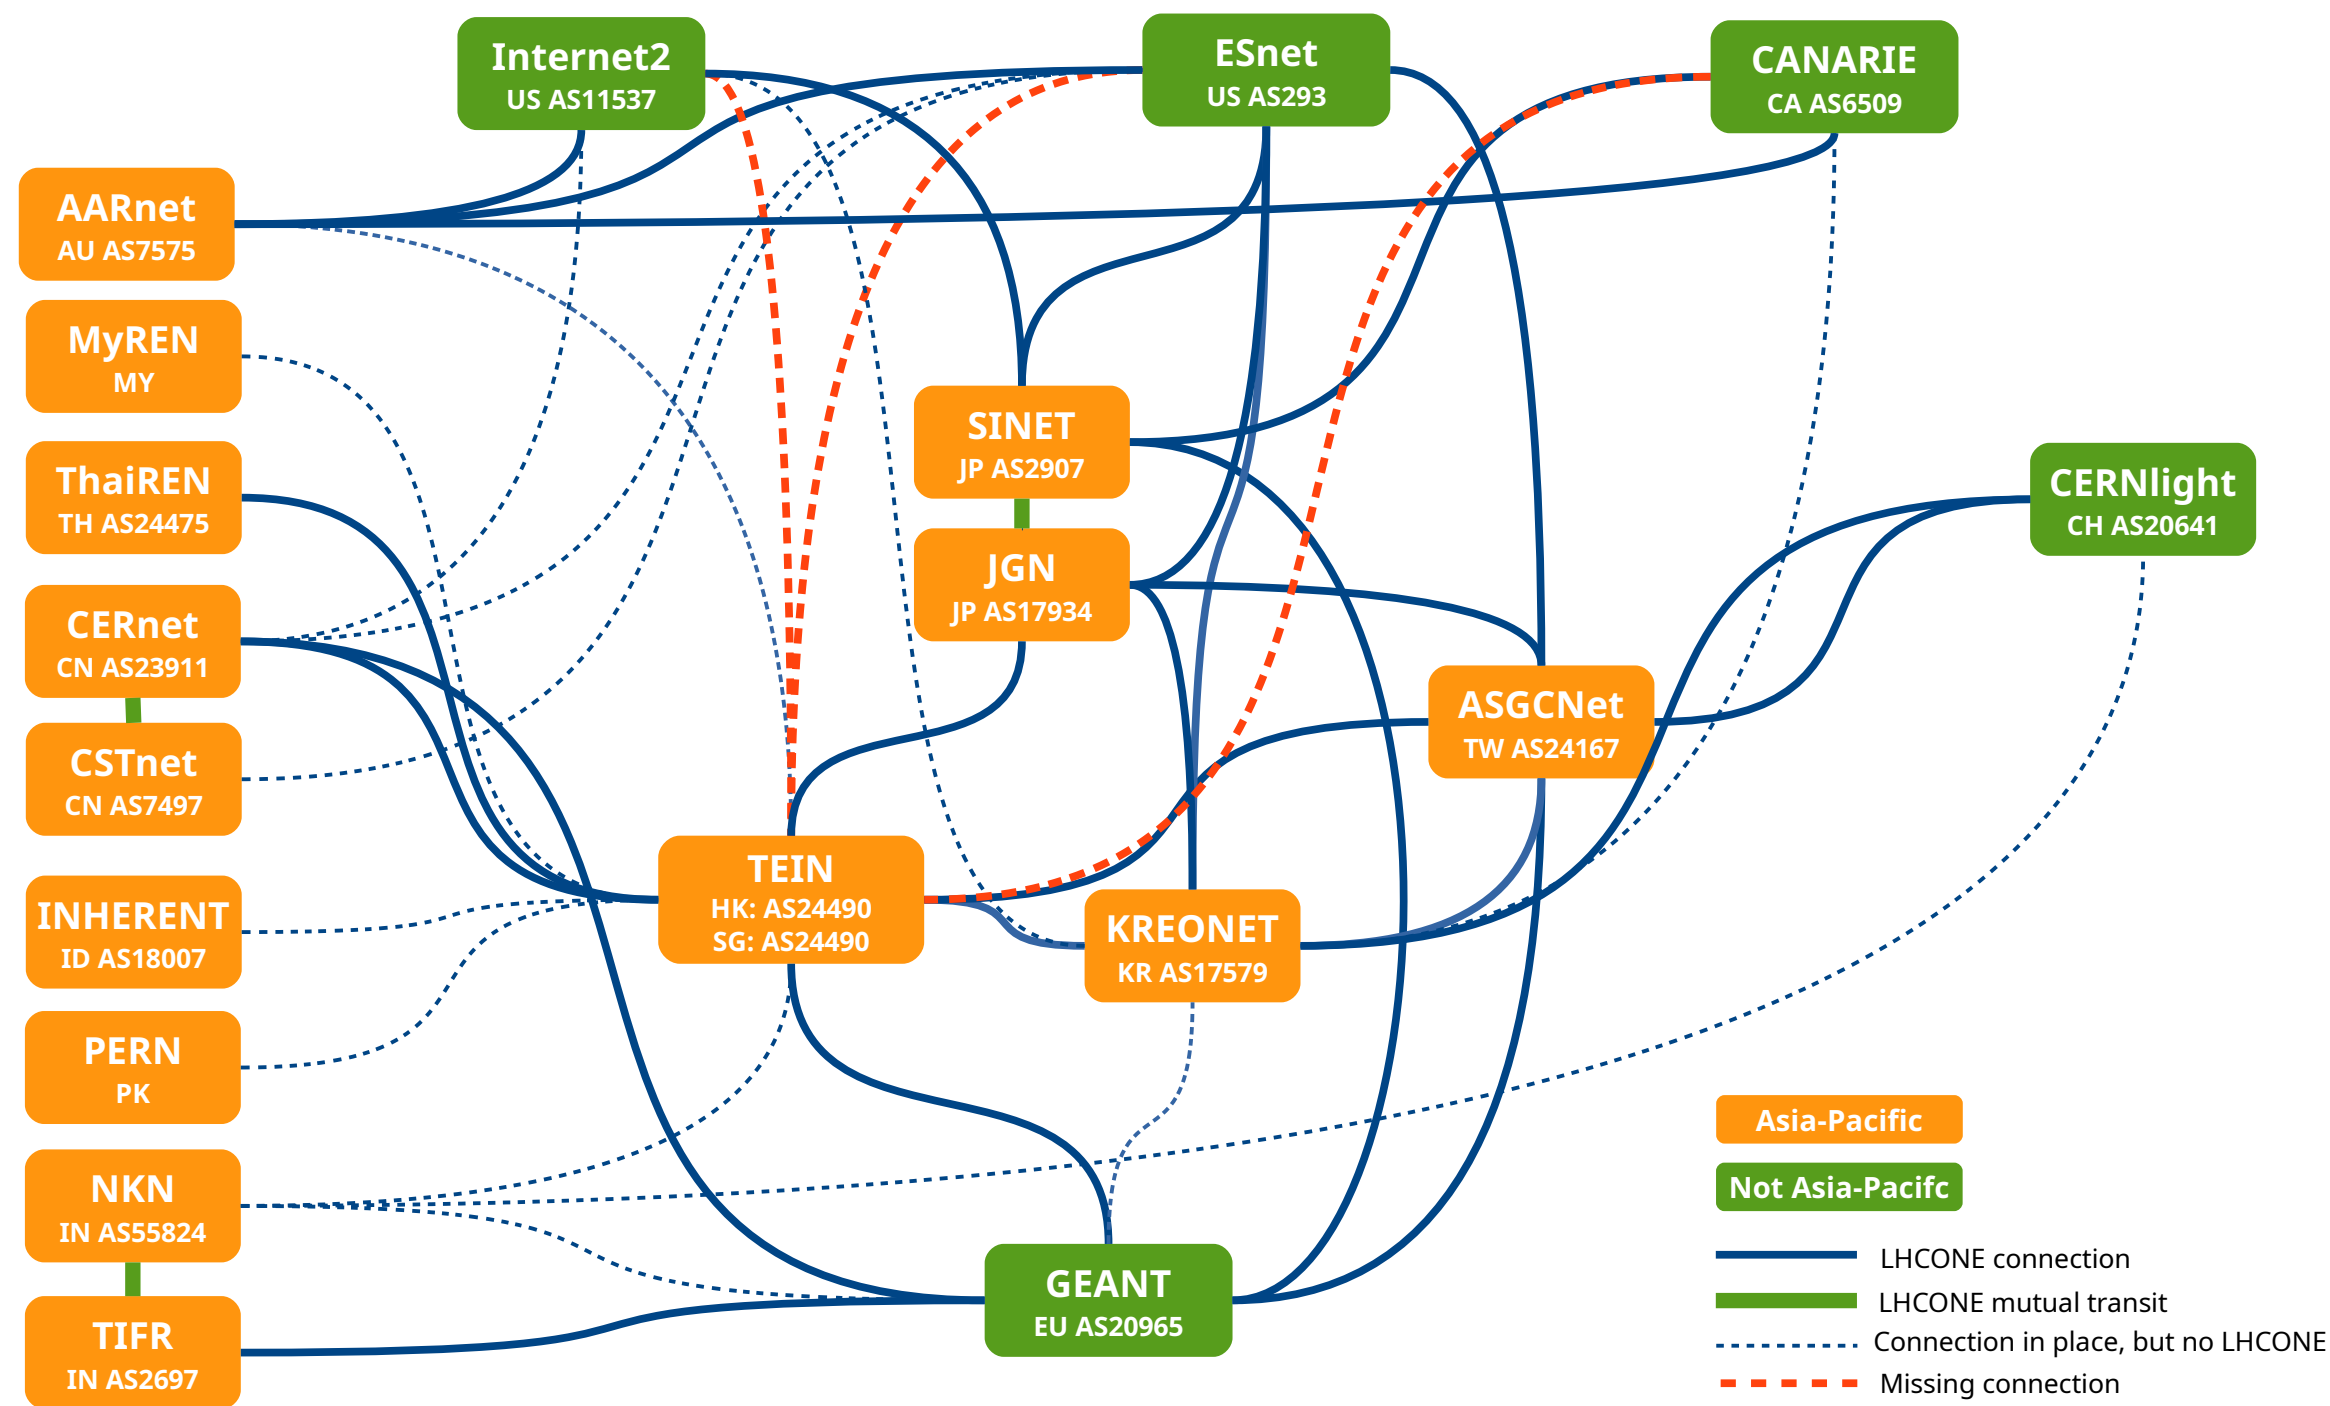 Internet2
US AS11537
ESnet
US AS293
CANARIE
CA AS6509
AARnet
AU AS7575
MyREN
MY
SINET
JP AS2907
ThaiREN
TH AS24475
CERNlight
CH AS20641
JGN
JP AS17934
CERnet
CN AS23911
ASGCNet
TW AS24167
CSTnet
CN AS7497
TEIN
HK: AS24490
SG: AS24490
INHERENT
ID AS18007
KREONET
KR AS17579
PERN
PK
NKN
IN AS55824
GEANT
EU AS20965
TIFR
IN AS2697
Asia-Pacific
Not Asia-Pacifc
LHCONE connection
LHCONE mutual transit
Connection in place, but no LHCONE
Missing connection